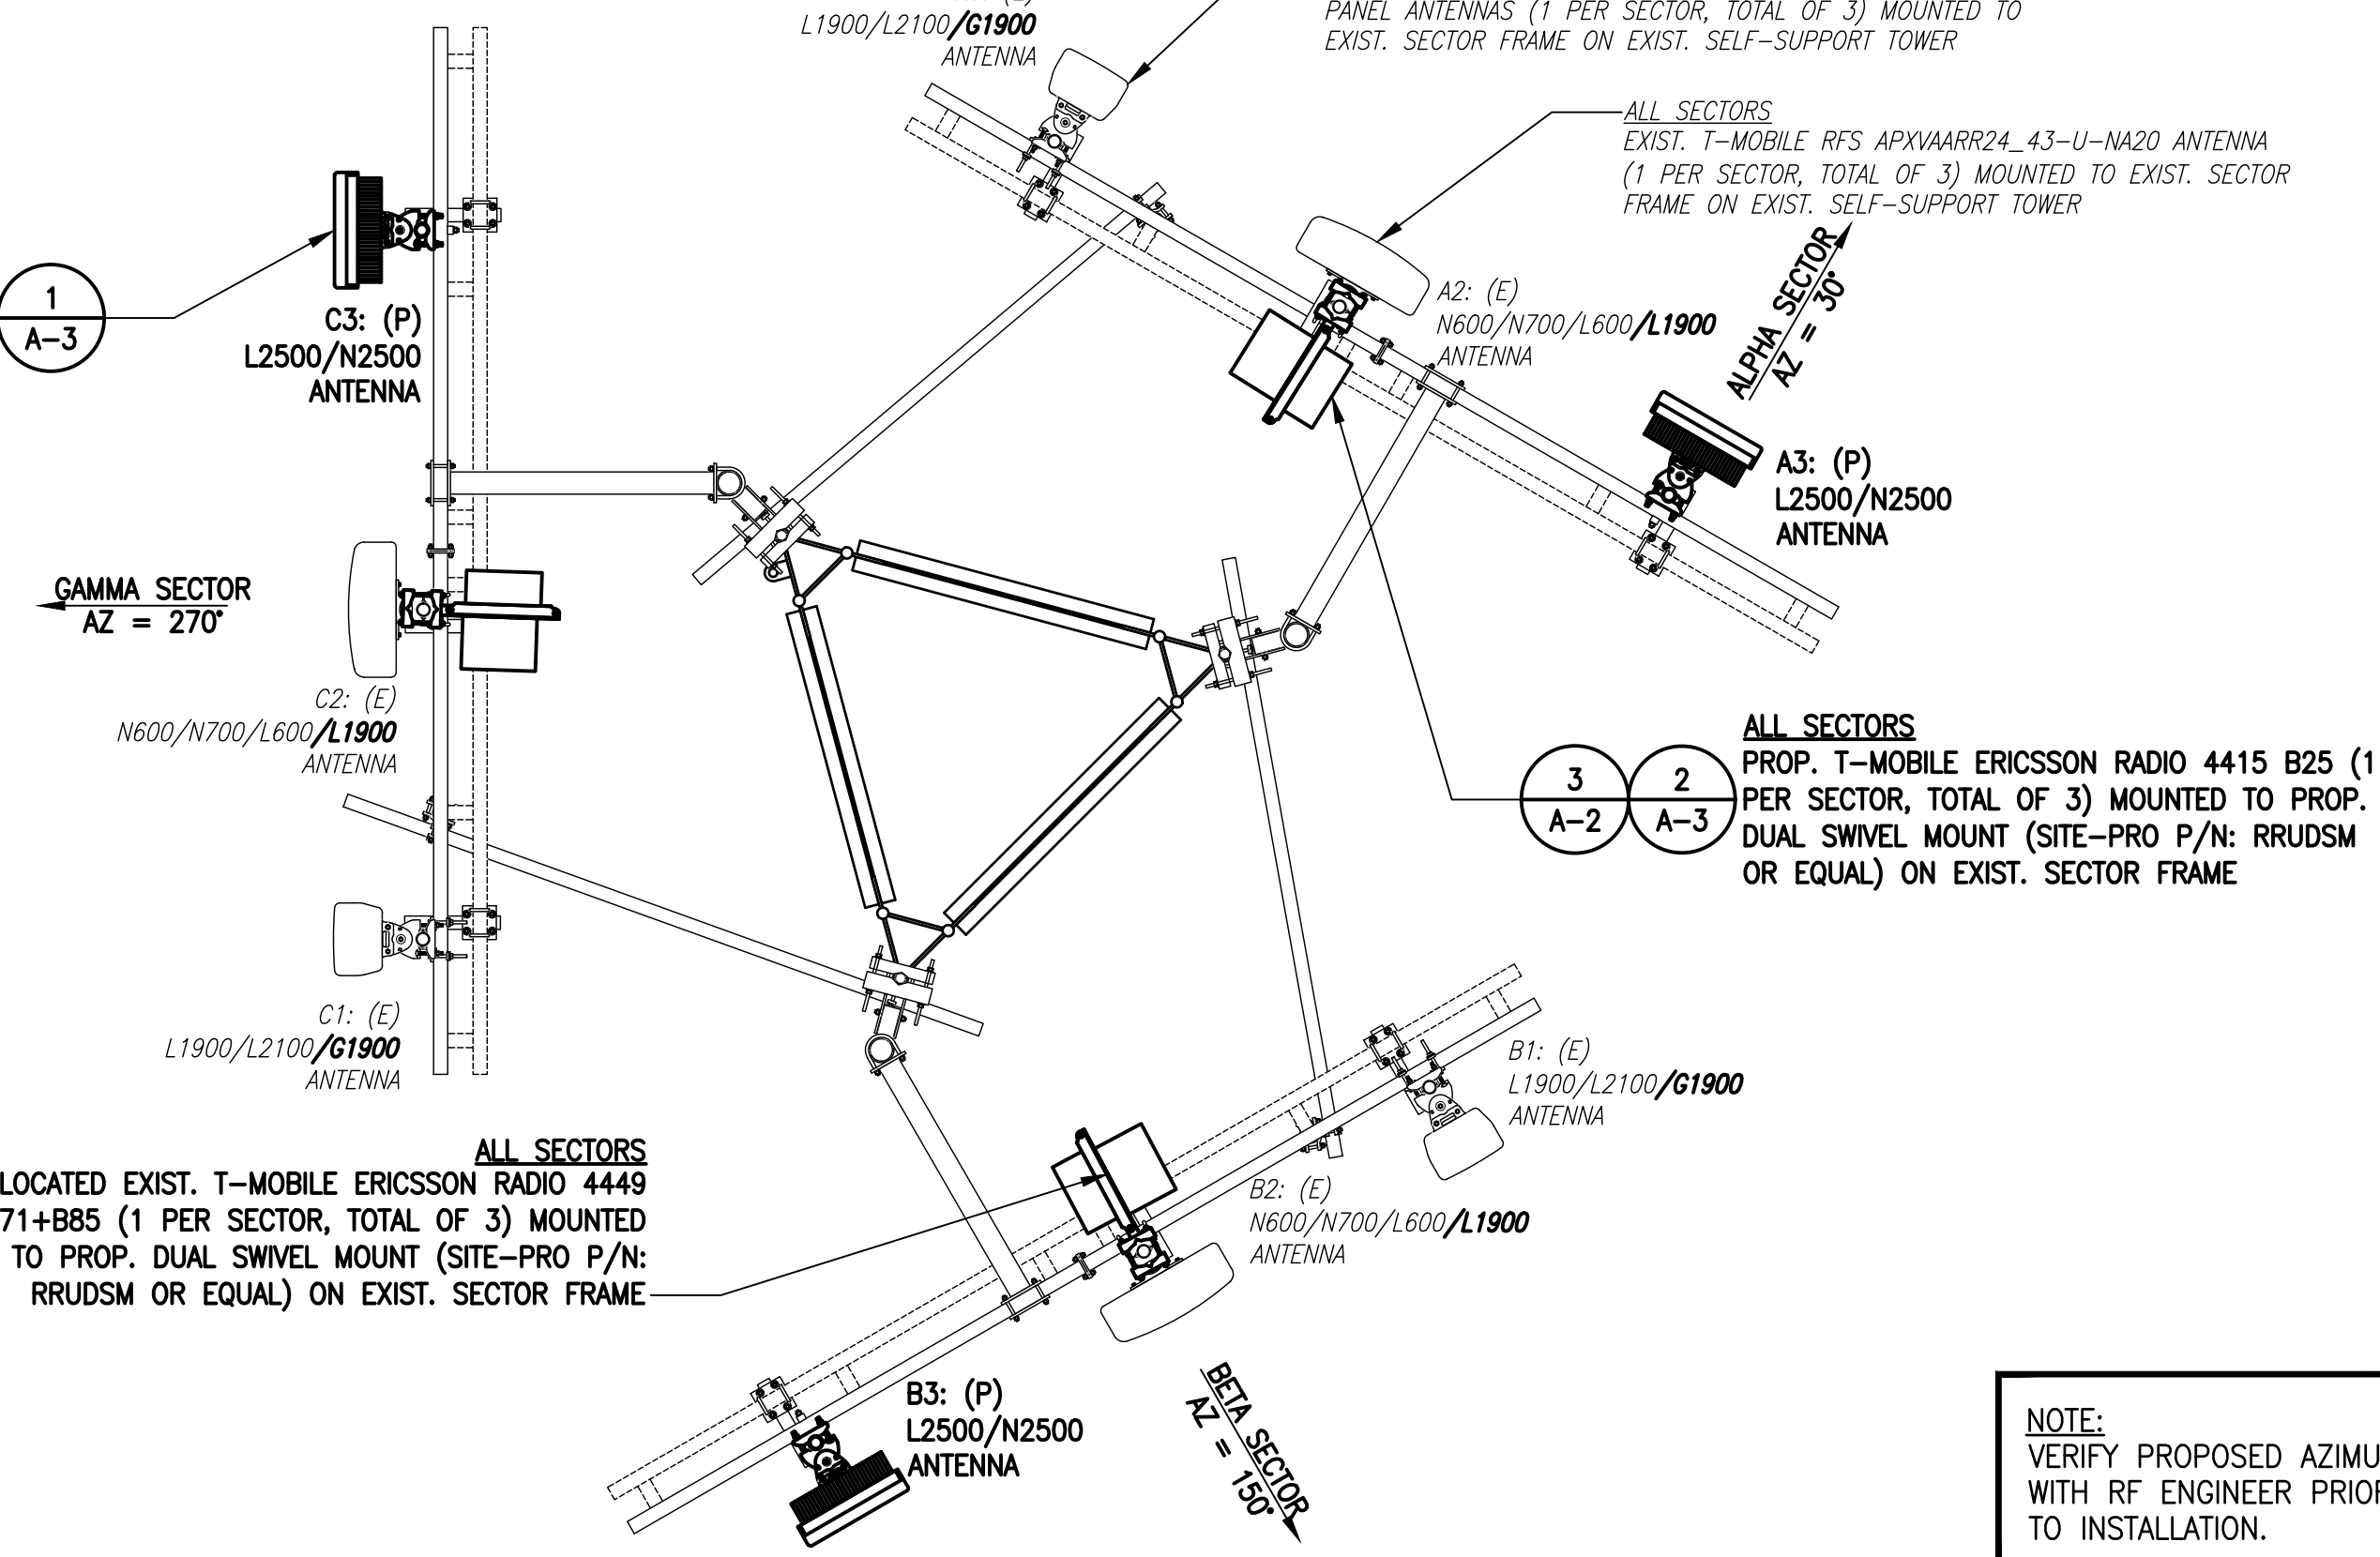 L1900/L2100/G1900
ANTENNA
PANEL ANTENNAS (1 PER SECTOR, TOTAL OF 3) MOUNTED TO
EXIST. SECTOR FRAME ON EXIST. SELF-SUPPORT TOWER
ALL SECTORS
EXIST. T-MOBILE RFS APXVAARR24_43-U-NA20 ANTENNA
(1 PER SECTOR, TOTAL OF 3) MOUNTED TO EXIST. SECTOR
FRAME ON EXIST. SELF-SUPPORT TOWER
ALPHA SECTOR
AZ = 30°
A2: (E)
N600/N700/L600/L1900
ANTENNA
1
A-3
C3: (P)
L2500/N2500
ANTENNA
A3: (P)
L2500/N2500
ANTENNA
GAMMA SECTOR
AZ = 270°
C2: (E)
N600/N700/L600/L1900
ANTENNA
3
A-2
2
A-3
ALL SECTORS
PROP. T-MOBILE ERICSSON RADIO 4415 B25 (1
PER SECTOR, TOTAL OF 3) MOUNTED TO PROP.
DUAL SWIVEL MOUNT (SITE-PRO P/N: RRUDSM
OR EQUAL) ON EXIST. SECTOR FRAME
C1: (E)
L1900/L2100/G1900
ANTENNA
B1: (E)
L1900/L2100/G1900
ANTENNA
ALL SECTORS
LOCATED EXIST. T-MOBILE ERICSSON RADIO 4449
71+B85 (1 PER SECTOR, TOTAL OF 3) MOUNTED
TO PROP. DUAL SWIVEL MOUNT (SITE-PRO P/N:
RRUDSM OR EQUAL) ON EXIST. SECTOR FRAME
B2: (E)
N600/N700/L600/L1900
ANTENNA
B3: (P)
L2500/N2500
ANTENNA
BETA SECTOR
AZ = 150°
NOTE:
VERIFY PROPOSED AZIMU
WITH RF ENGINEER PRIOR
TO INSTALLATION.